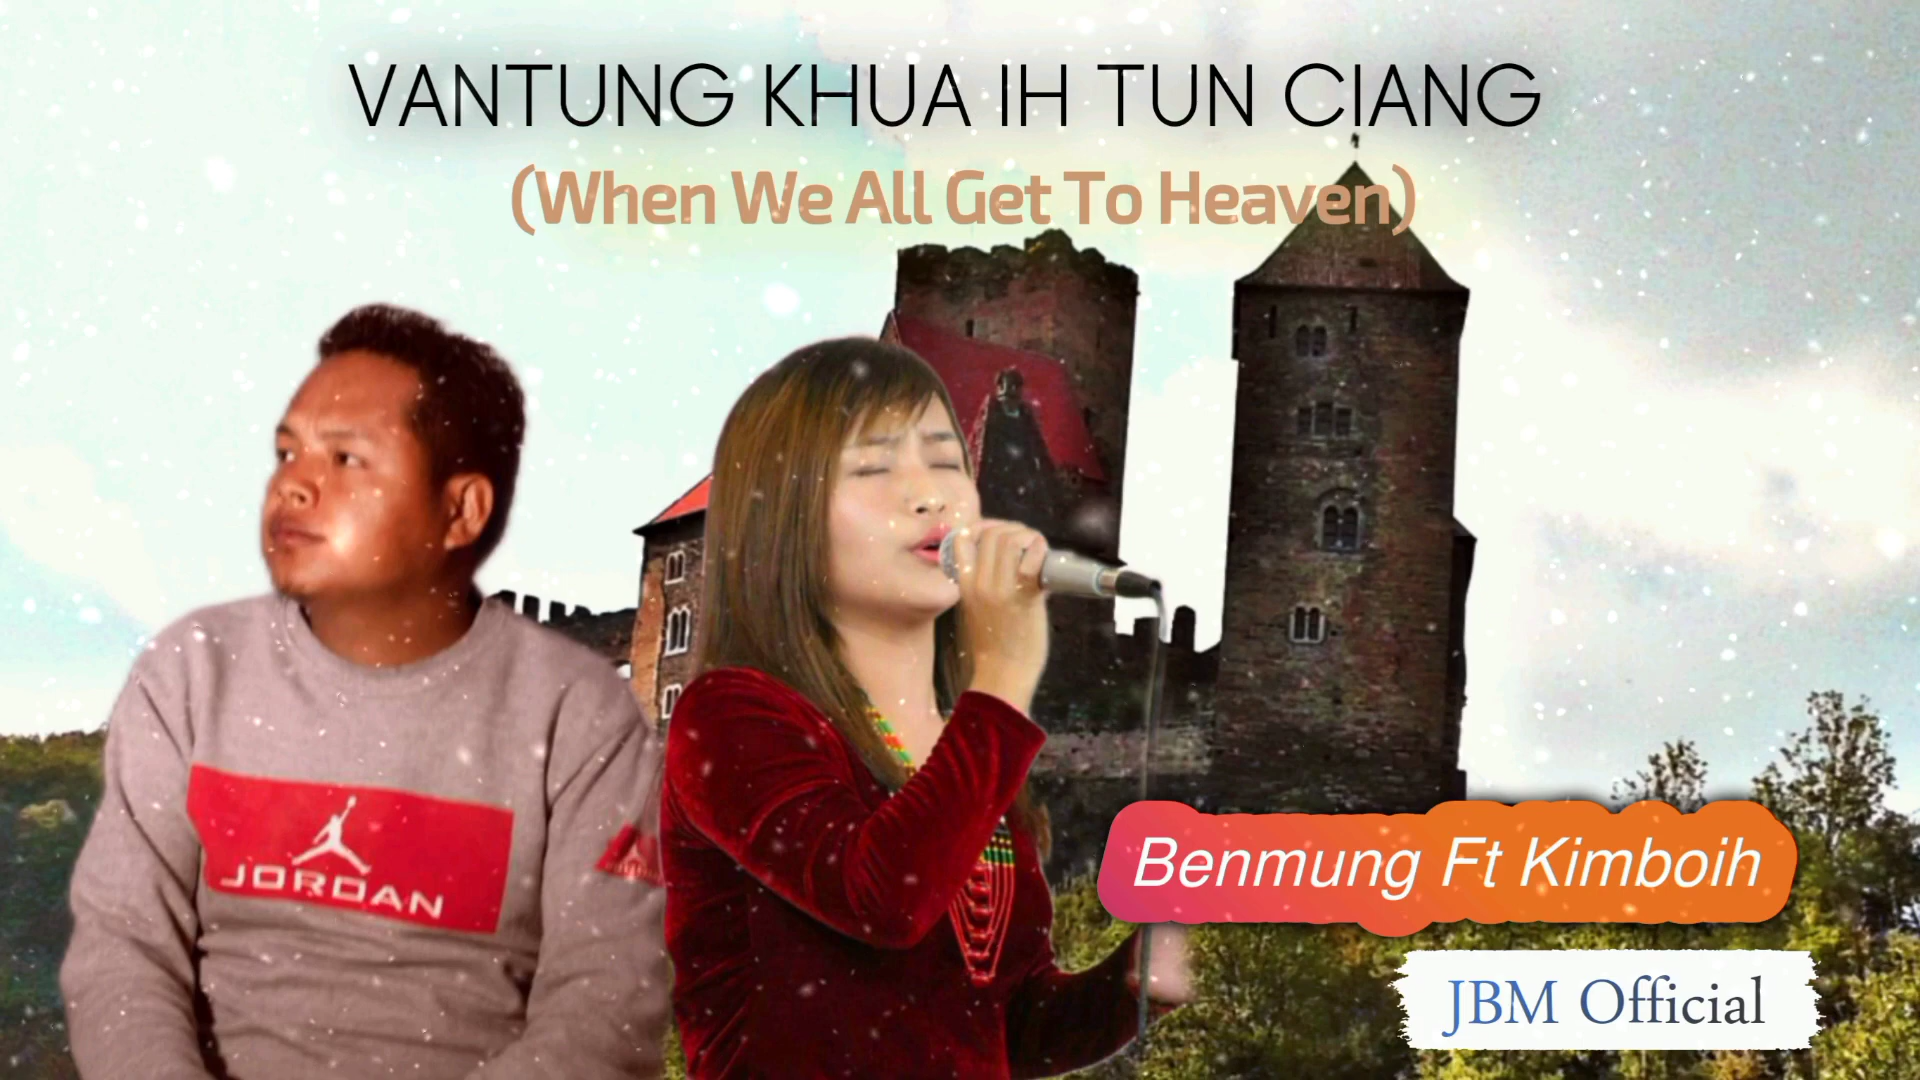 VANTUNG KHUA IH TUN CIANG
(When We All Get To Heaven)
JORDAN
Benmung Ft Kimboih
JBM Official